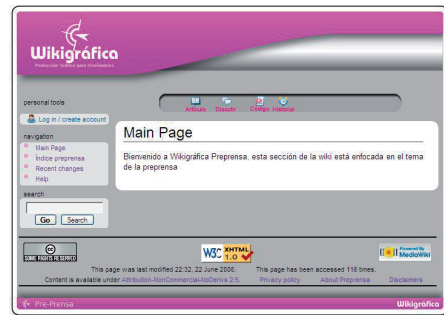 Wikigráfica
Producción Gráfica para Diseñadores
personal tools
Log in / create account
navigation
Main Page
Índice preprensa
Recent changes
Help
search
Go
Search
Artículo
Discutir
Código
Historial
Main Page
Bienvenido a Wikigráfica Preprensa, esta sección de la wiki está enfocada en el tema
de la preprensa
cc
SOME RIGHTS RESERVED
W3C XHTML 1.0
Powered By MediaWiki
This page was last modified 22:32, 22 June 2006.
This page has been accessed 118 times.
Content is available under Attribution-NonCommercial-NoDerivs 2.5.
Privacy policy
About Preprensa
Disclaimers
Pre-Prensa
Wikigráfica